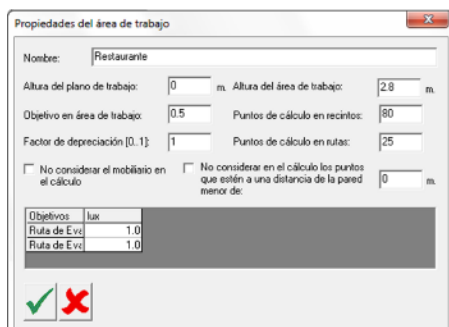 Propiedades del área de trabajo
Nombre: Restaurante
Altura del plano de trabajo: 0 m. Altura del área de trabajo: 2.8 m.
Objetivo en área de trabajo: 0.5 Puntos de cálculo en recintos: 80
Factor de depreciación [0..1]: 1 Puntos de cálculo en rutas: 25
No considerar el mobiliario en
el cálculo
No considerar en el cálculo los puntos
que estén a una distancia de la pared
menor de: 0 m.
Objetivos lux
Ruta de Eva 1.0
Ruta de Eva 1.0